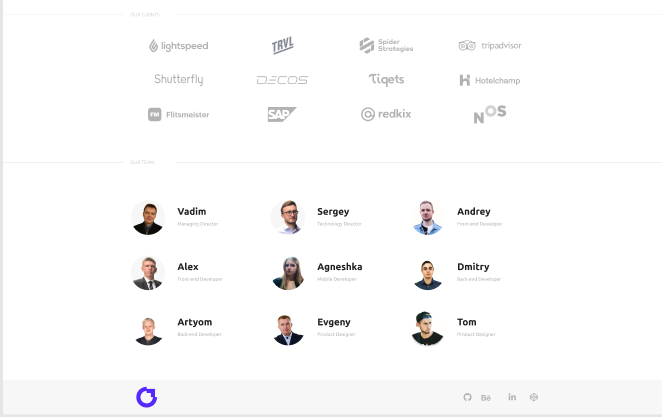 OUR CLIENTS
lightspeed
TRVL
Spider
Strategies
tripadvisor
Shutterfly
DECOS
Tiqets
Hotelchamp
FM Flitsmeister
SAP
redkix
NOS
OUR TEAM
Vadim
Managing Director
Sergey
Technology Director
Andrey
Front-end Developer
Alex
Front-end Developer
Agneshka
Mobile Developer
Dmitry
Back-end Developer
Artyom
Back-end Developer
Evgeny
Product Designer
Tom
Product Designer
Bē
in